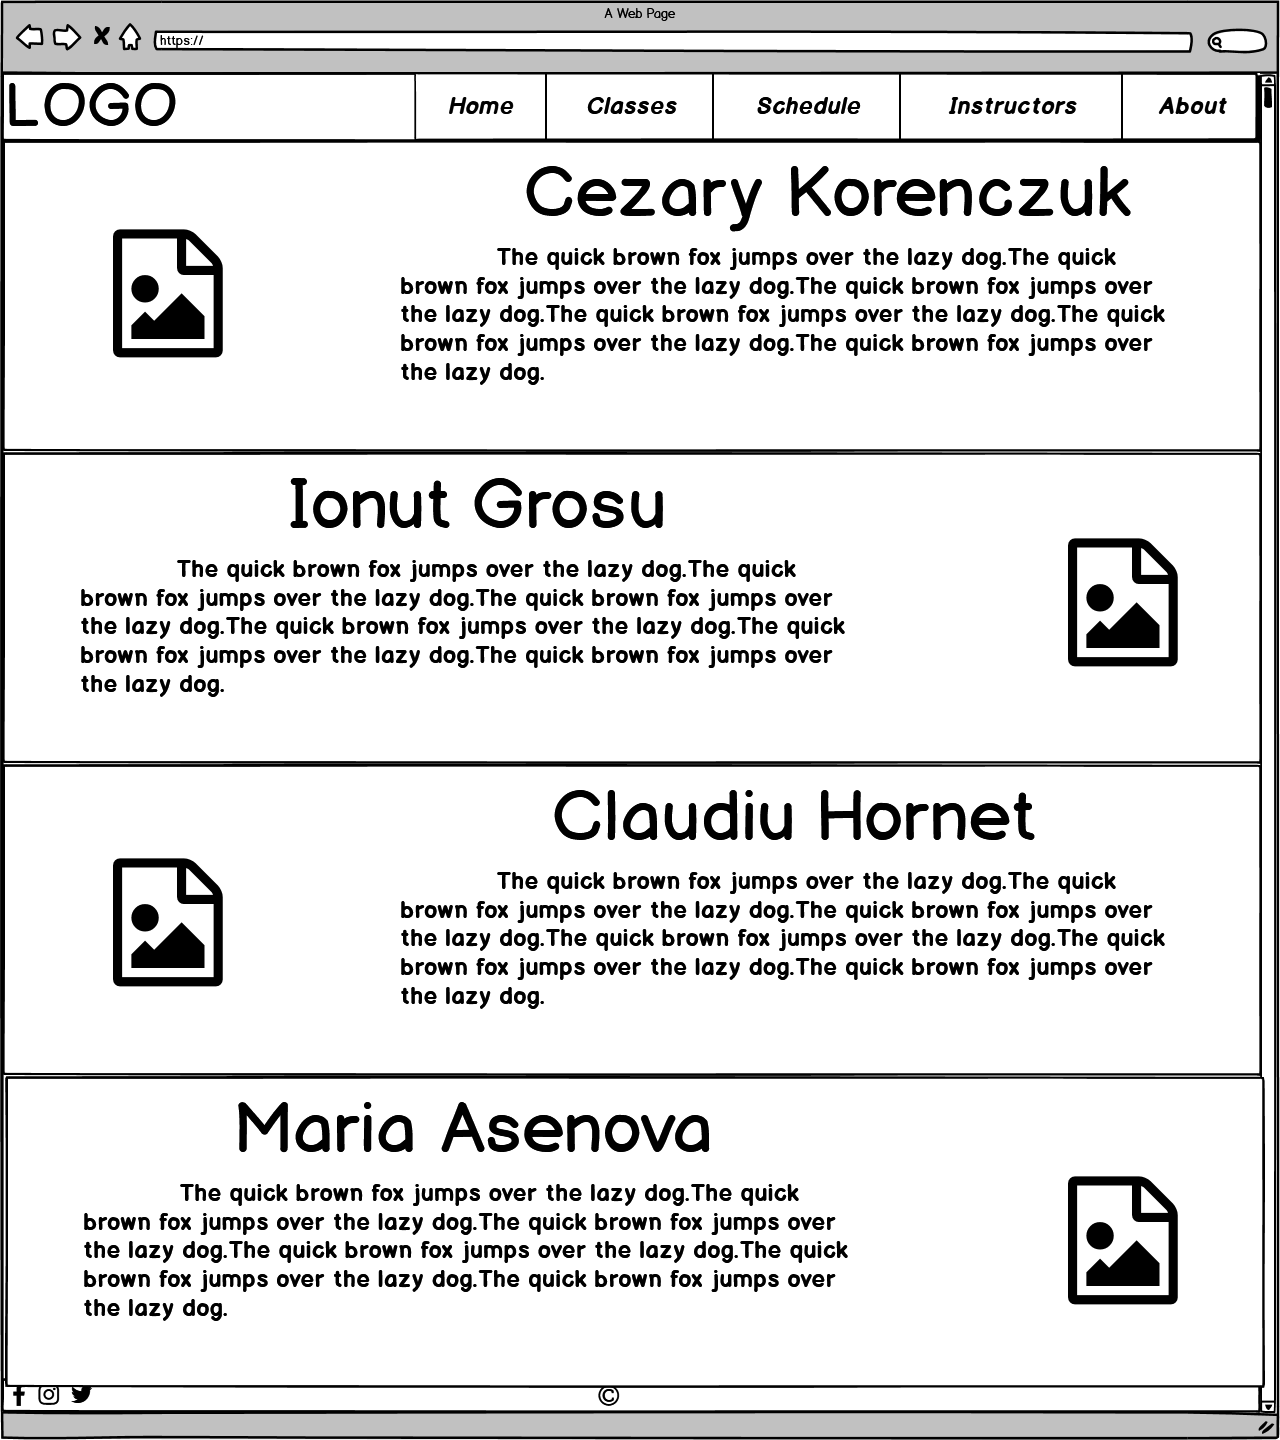 A Web Page
https://
LOGO
Home Classes Schedule Instructors About
Cezary Korenczuk
The quick brown fox jumps over the lazy dog.The quick
brown fox jumps over the lazy dog.The quick brown fox jumps over
the lazy dog.The quick brown fox jumps over the lazy dog.The quick
brown fox jumps over the lazy dog.The quick brown fox jumps over
the lazy dog.
Ionut Grosu
The quick brown fox jumps over the lazy dog.The quick
brown fox jumps over the lazy dog.The quick brown fox jumps over
the lazy dog.The quick brown fox jumps over the lazy dog.The quick
brown fox jumps over the lazy dog.The quick brown fox jumps over
the lazy dog.
Claudiu Hornet
The quick brown fox jumps over the lazy dog.The quick
brown fox jumps over the lazy dog.The quick brown fox jumps over
the lazy dog.The quick brown fox jumps over the lazy dog.The quick
brown fox jumps over the lazy dog.The quick brown fox jumps over
the lazy dog.
Maria Asenova
The quick brown fox jumps over the lazy dog.The quick
brown fox jumps over the lazy dog.The quick brown fox jumps over
the lazy dog.The quick brown fox jumps over the lazy dog.The quick
brown fox jumps over the lazy dog.The quick brown fox jumps over
the lazy dog.
©